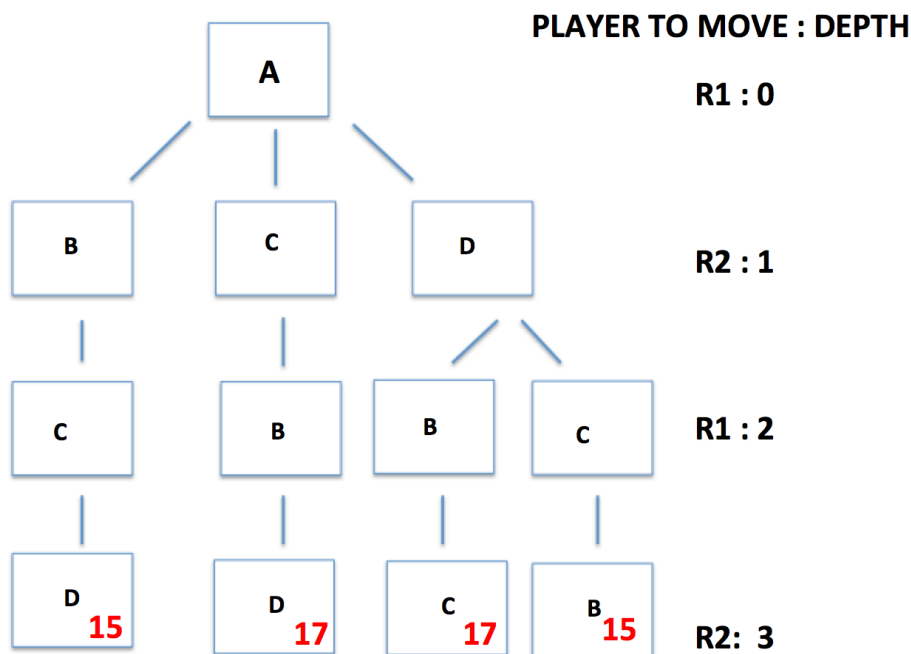 PLAYER TO MOVE : DEPTH
A
R1 : 0
B
C
D
R2 : 1
C
B
B
C
R1 : 2
D
15
D
17
C
17
B
15
R2: 3